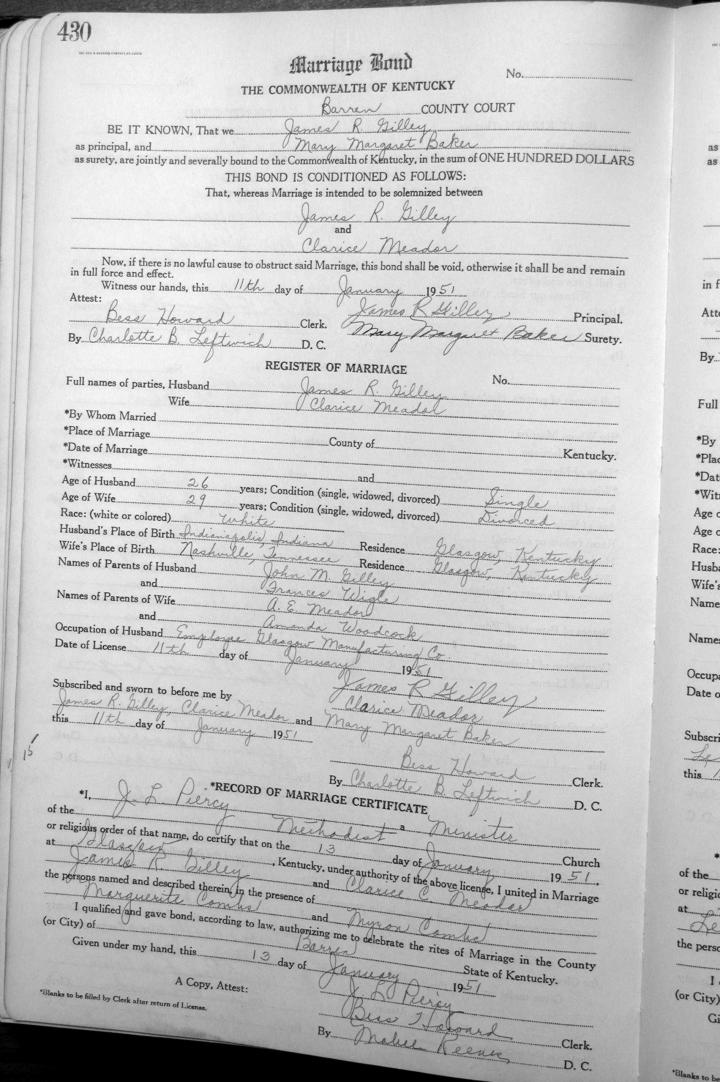 430
Marriage Bond
No.
THE COMMONWEALTH OF KENTUCKY
Barren COUNTY COURT
BE IT KNOWN, That we James R. Gilley
as principal, and Mary Margaret Baker
as surety, are jointly and severally bound to the Commonwealth of Kentucky, in the sum of ONE HUNDRED DOLLARS
THIS BOND IS CONDITIONED AS FOLLOWS:
That, whereas Marriage is intended to be solemnized between
James R. Gilley
and
Clarice Meador
Now, if there is no lawful cause to obstruct said Marriage, this bond shall be void, otherwise it shall be and remain
in full force and effect.
Witness our hands, this 11th day of January 1951
Attest: James R Gilley Principal.
Bess Howard Clerk.
Mary Margaret Baker Surety.
By Charlotte B. Leftwich D. C.
REGISTER OF MARRIAGE
Full names of parties, Husband James R. Gilley No.
Wife Clarice Meador
*By Whom Married
*Place of Marriage County of Kentucky.
*Date of Marriage
*Witnesses and
Age of Husband 26 years; Condition (single, widowed, divorced) Single
Age of Wife 29 years; Condition (single, widowed, divorced) Divorced
Race: (white or colored) White
Husband's Place of Birth Indianapolis, Indiana Residence Glasgow, Kentucky
Wife's Place of Birth Nashville, Tennessee Residence Glasgow, Kentucky
Names of Parents of Husband John M. Gilley
and Frances Wigle
Names of Parents of Wife A. E. Meador
and Amanda Woodcock
Occupation of Husband Employee Glasgow Manufacturing Co.
Date of License 11th day of January 1951
James R Gilley
Subscribed and sworn to before me by Clarice Meador
James R. Gilley, Clarice Meador and Mary Margaret Baker
this 11th day of January 1951
Bess Howard Clerk.
By Charlotte B. Leftwich D. C.
15
*RECORD OF MARRIAGE CERTIFICATE
*I, J. L. Piercy a Minister
of the Methodist Church
or religious order of that name, do certify that on the 13 day of January 1951,
at Glasgow, Kentucky, under authority of the above license, I united in Marriage
James R. Gilley and Clarice C. Meador
the persons named and described therein, in the presence of
Marguerite Combs and Myron Combs
I qualified and gave bond, according to law, authorizing me to celebrate the rites of Marriage in the County
(or City) of Barren State of Kentucky.
Given under my hand, this 13 day of January 1951
J. L. Piercy
A Copy, Attest: Bess Howard Clerk.
By Mabel Reeves D. C.
*Blanks to be filled by Clerk after return of License.